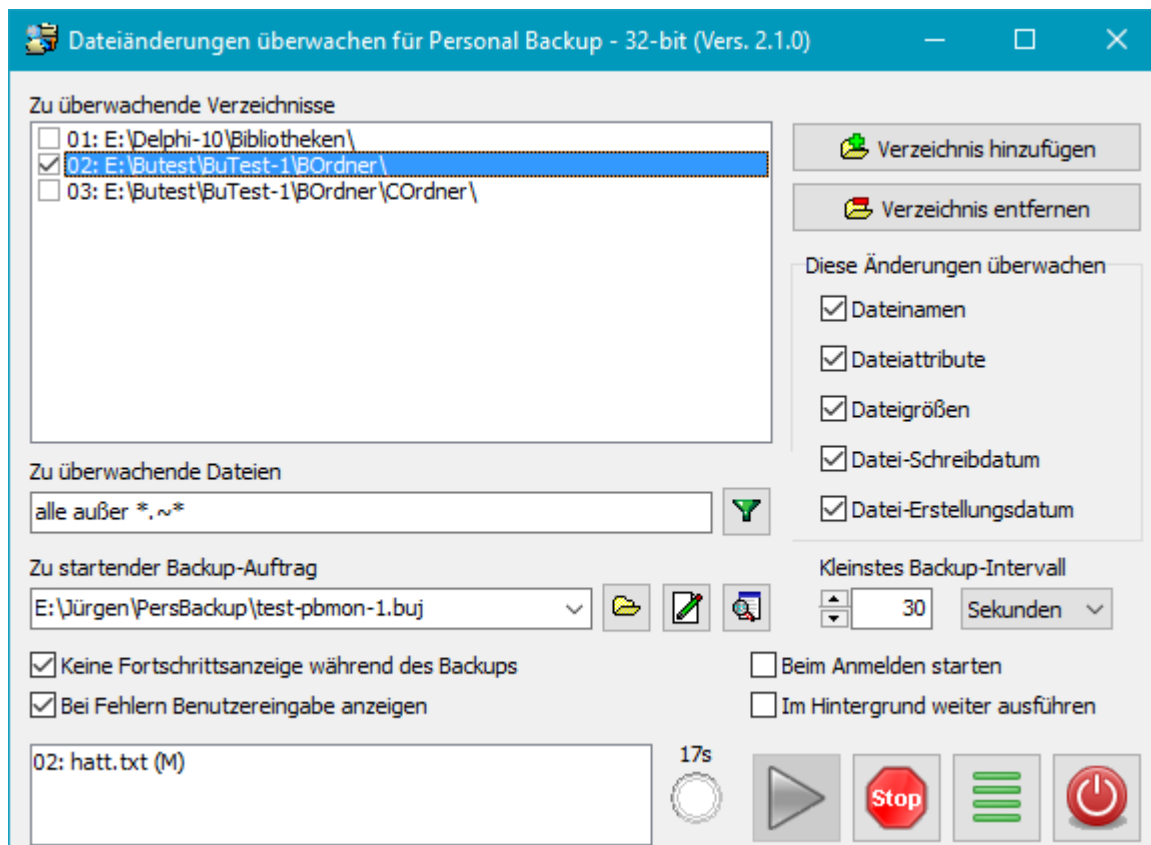 Dateiänderungen überwachen für Personal Backup - 32-bit (Vers. 2.1.0)
Zu überwachende Verzeichnisse
01: E:\Delphi-10\Bibliotheken\
02: E:\Butest\BuTest-1\BOrdner\
03: E:\Butest\BuTest-1\BOrdner\COrdner\
Verzeichnis hinzufügen
Verzeichnis entfernen
Diese Änderungen überwachen
Dateinamen
Dateiattribute
Dateigrößen
Datei-Schreibdatum
Datei-Erstellungsdatum
Zu überwachende Dateien
alle außer *.~*
Zu startender Backup-Auftrag
E:\Jürgen\PersBackup\test-pbmon-1.buj
Kleinstes Backup-Intervall
30 Sekunden
Keine Fortschrittsanzeige während des Backups
Bei Fehlern Benutzereingabe anzeigen
Beim Anmelden starten
Im Hintergrund weiter ausführen
02: hatt.txt (M)
17s
Stop